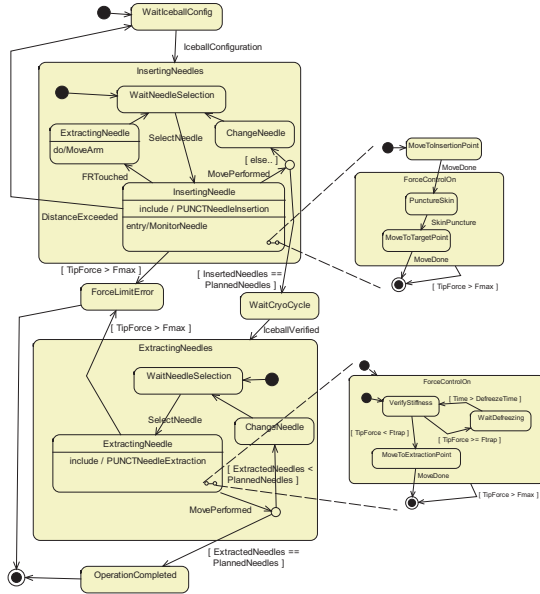 WaitIceballConfig
IceballConfiguration
InsertingNeedles
WaitNeedleSelection
ExtractingNeedle
do/MoveArm
SelectNeedle
ChangeNeedle
[ else.. ]
MovePerformed
FRTouched
InsertingNeedle
include / PUNCTNeedleInsertion
entry/MonitorNeedle
DistanceExceeded
[ TipForce > Fmax ]
[ InsertedNeedles ==
PlannedNeedles ]
ForceLimitError
WaitCryoCycle
[ TipForce > Fmax ]
IceballVerified
ExtractingNeedles
WaitNeedleSelection
SelectNeedle
ChangeNeedle
ExtractingNeedle
include / PUNCTNeedleExtraction
[ ExtractedNeedles <
PlannedNeedles ]
MovePerformed
[ ExtractedNeedles ==
PlannedNeedles ]
OperationCompleted
MoveToInsertionPoint
MoveDone
ForceControlOn
PunctureSkin
SkinPuncture
MoveToTargetPoint
MoveDone
[ TipForce > Fmax ]
ForceControlOn
VerifyStiffness
[ Time > DefreezeTime ]
WaitDefreezing
[ TipForce < Ftrap ]
[ TipForce >= Ftrap ]
MoveToExtractionPoint
MoveDone
[ TipForce > Fmax ]